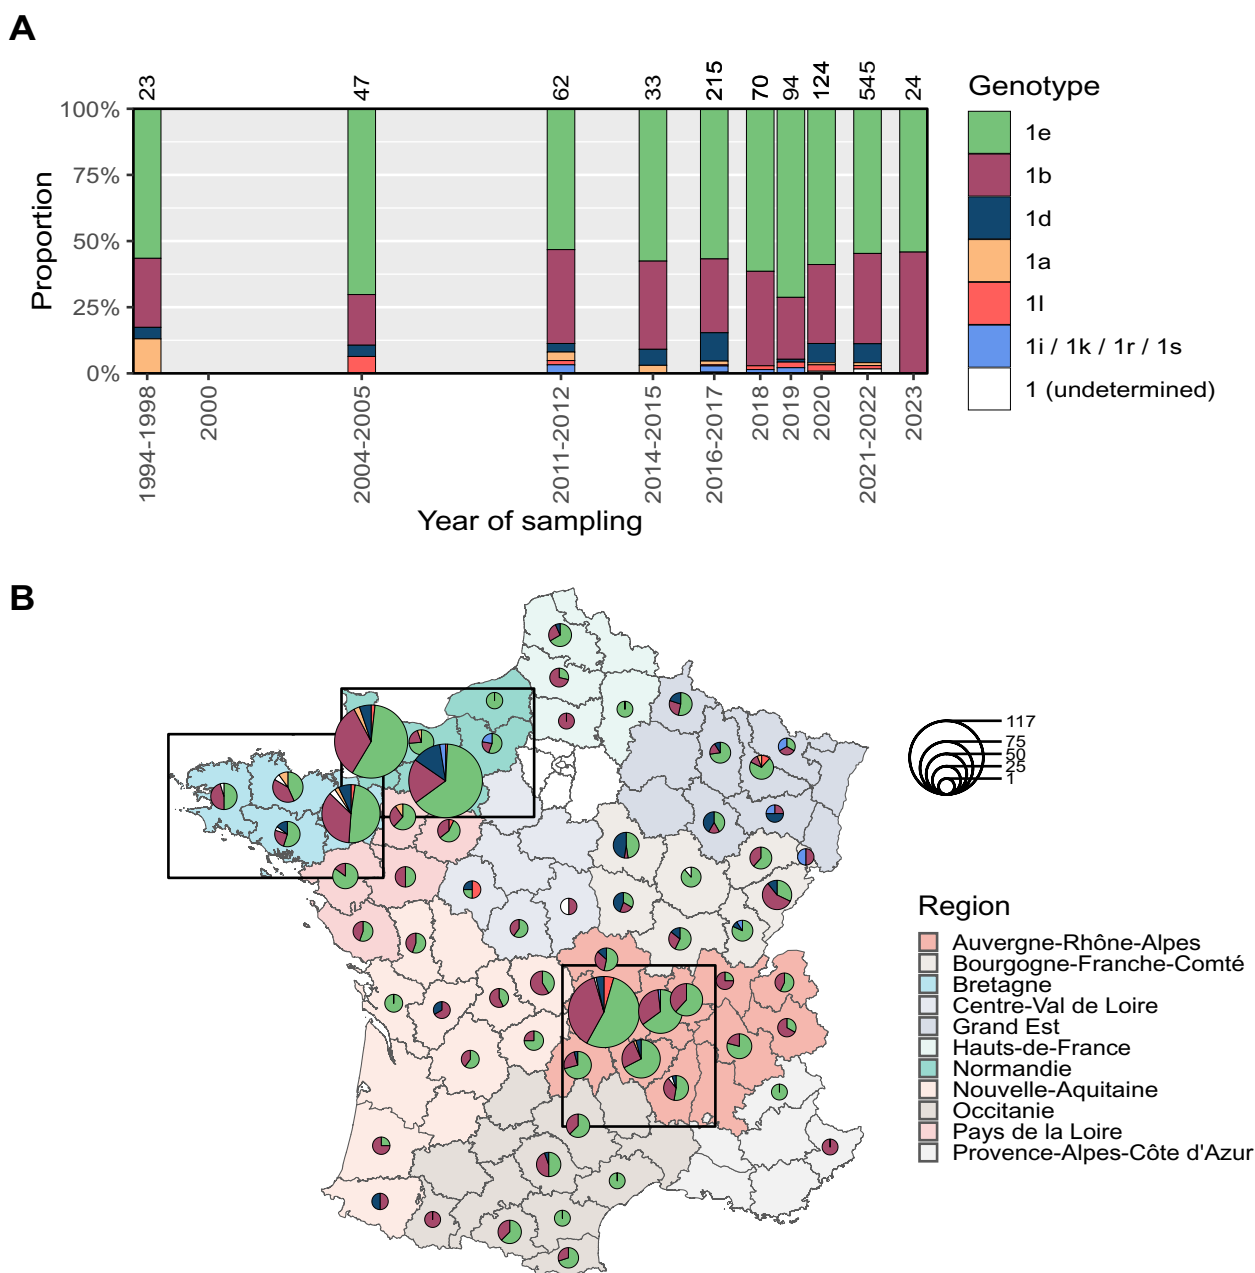 A
23 47 62 33 215 70 94 124 545 24
100%
75%
50%
25%
0%
Proportion
1994-1998 2000 2004-2005 2011-2012 2014-2015 2016-2017 2018 2019 2020 2021-2022 2023
Year of sampling
Genotype
1e
1b
1d
1a
1l
1i / 1k / 1r / 1s
1 (undetermined)
B
117
75
50
25
1
Region
Auvergne-Rhône-Alpes
Bourgogne-Franche-Comté
Bretagne
Centre-Val de Loire
Grand Est
Hauts-de-France
Normandie
Nouvelle-Aquitaine
Occitanie
Pays de la Loire
Provence-Alpes-Côte d'Azur